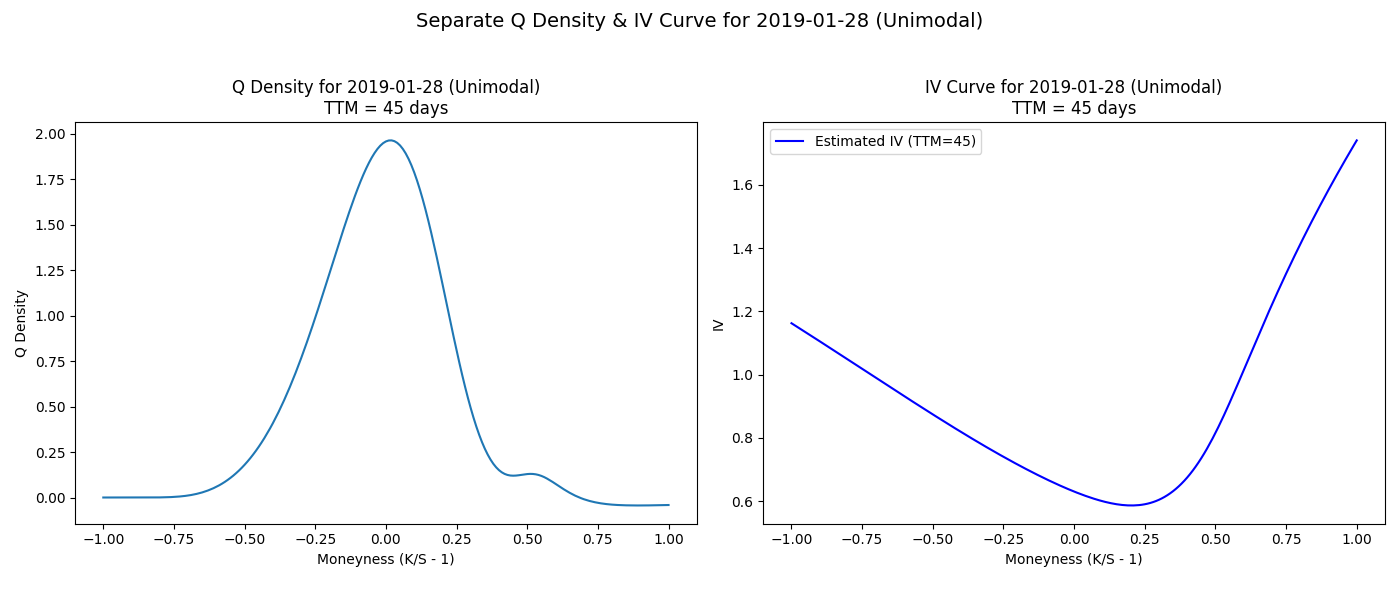 Separate Q Density & IV Curve for 2019-01-28 (Unimodal)
Q Density for 2019-01-28 (Unimodal)
TTM = 45 days
2.00
1.75
1.50
1.25
1.00
0.75
0.50
0.25
0.00
Q Density
−1.00 −0.75 −0.50 −0.25 0.00 0.25 0.50 0.75 1.00
Moneyness (K/S - 1)
IV Curve for 2019-01-28 (Unimodal)
TTM = 45 days
Estimated IV (TTM=45)
1.6
1.4
1.2
1.0
0.8
0.6
IV
−1.00 −0.75 −0.50 −0.25 0.00 0.25 0.50 0.75 1.00
Moneyness (K/S - 1)